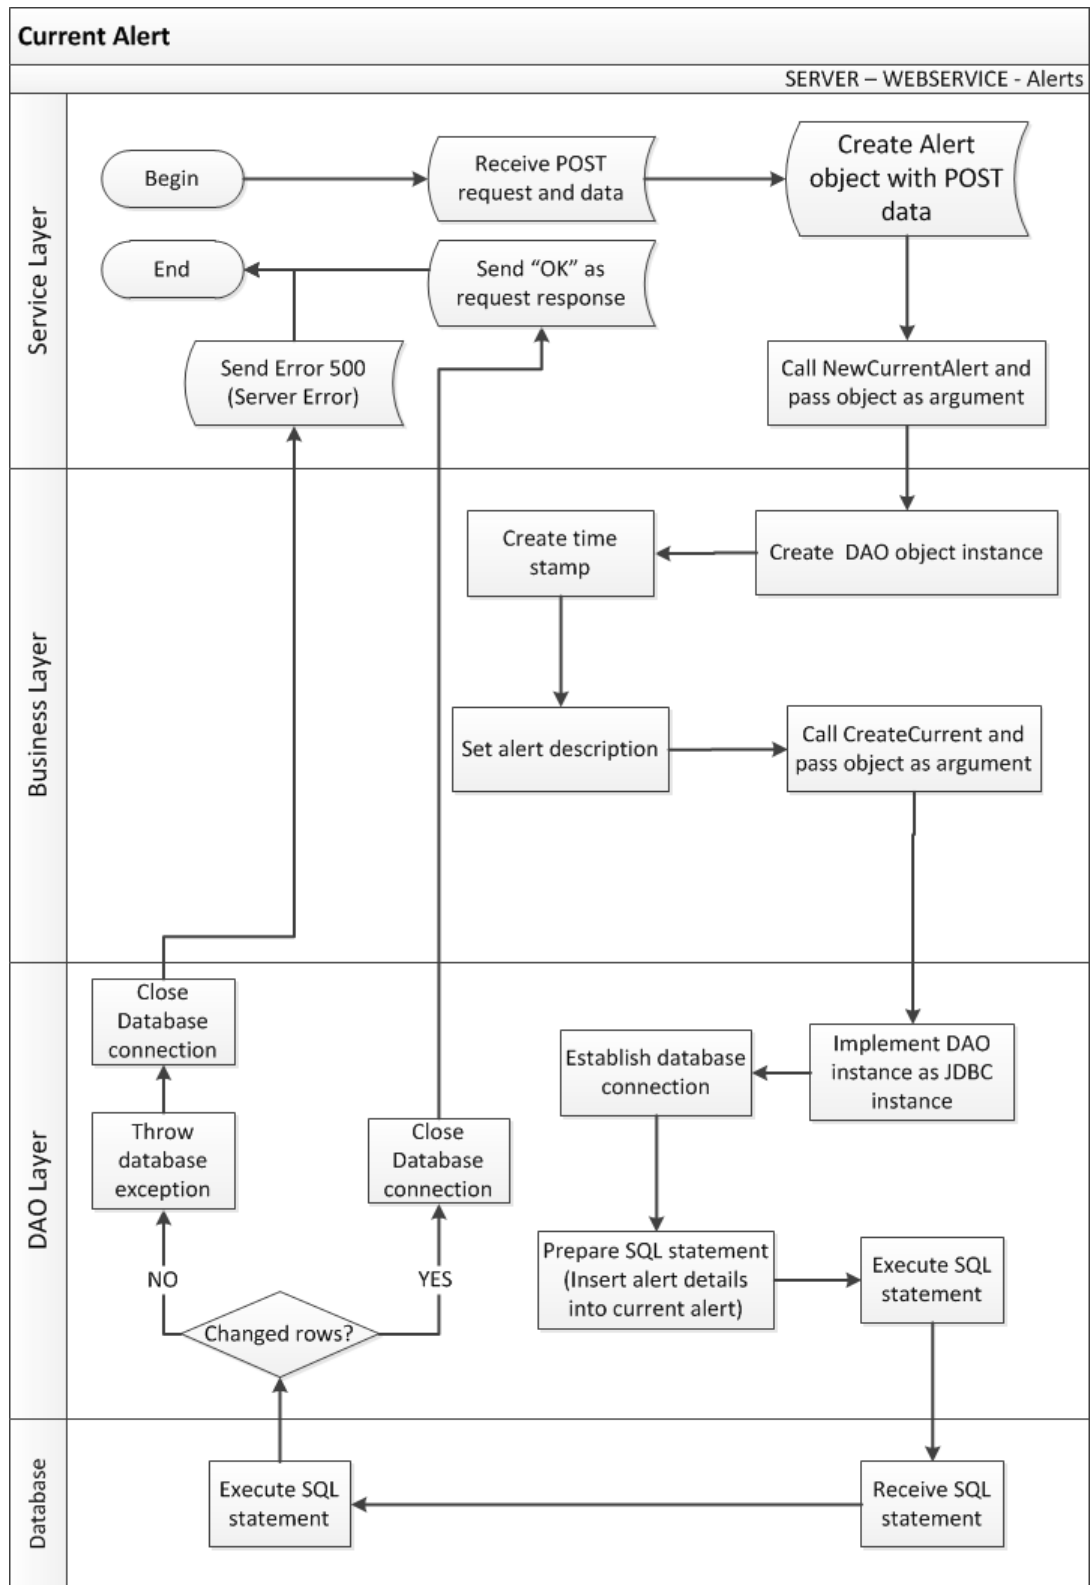 Current Alert
SERVER – WEBSERVICE - Alerts
Service Layer
Begin
Receive POST
request and data
Create Alert
object with POST
data
End
Send “OK” as
request response
Send Error 500
(Server Error)
Call NewCurrentAlert and
pass object as argument
Business Layer
Create time
stamp
Create DAO object instance
Set alert description
Call CreateCurrent and
pass object as argument
DAO Layer
Close
Database
connection
Establish database
connection
Implement DAO
instance as JDBC
instance
Throw
database
exception
Close
Database
connection
Prepare SQL statement
(Insert alert details
into current alert)
Execute SQL
statement
NO
YES
Changed rows?
Database
Execute SQL
statement
Receive SQL
statement